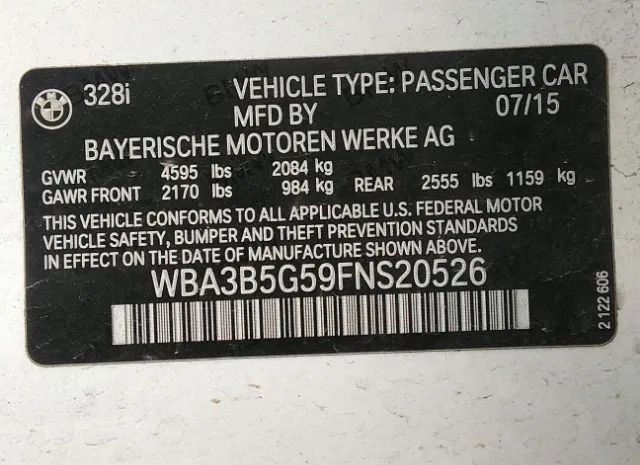 328i VEHICLE TYPE: PASSENGER CAR
MFD BY 07/15
BAYERISCHE MOTOREN WERKE AG
GVWR 4595 lbs 2084 kg
GAWR FRONT 2170 lbs 984 kg REAR 2555 lbs 1159 kg
THIS VEHICLE CONFORMS TO ALL APPLICABLE U.S. FEDERAL MOTOR
VEHICLE SAFETY, BUMPER AND THEFT PREVENTION STANDARDS
IN EFFECT ON THE DATE OF MANUFACTURE SHOWN ABOVE.
WBA3B5G59FNS20526
2 122 606